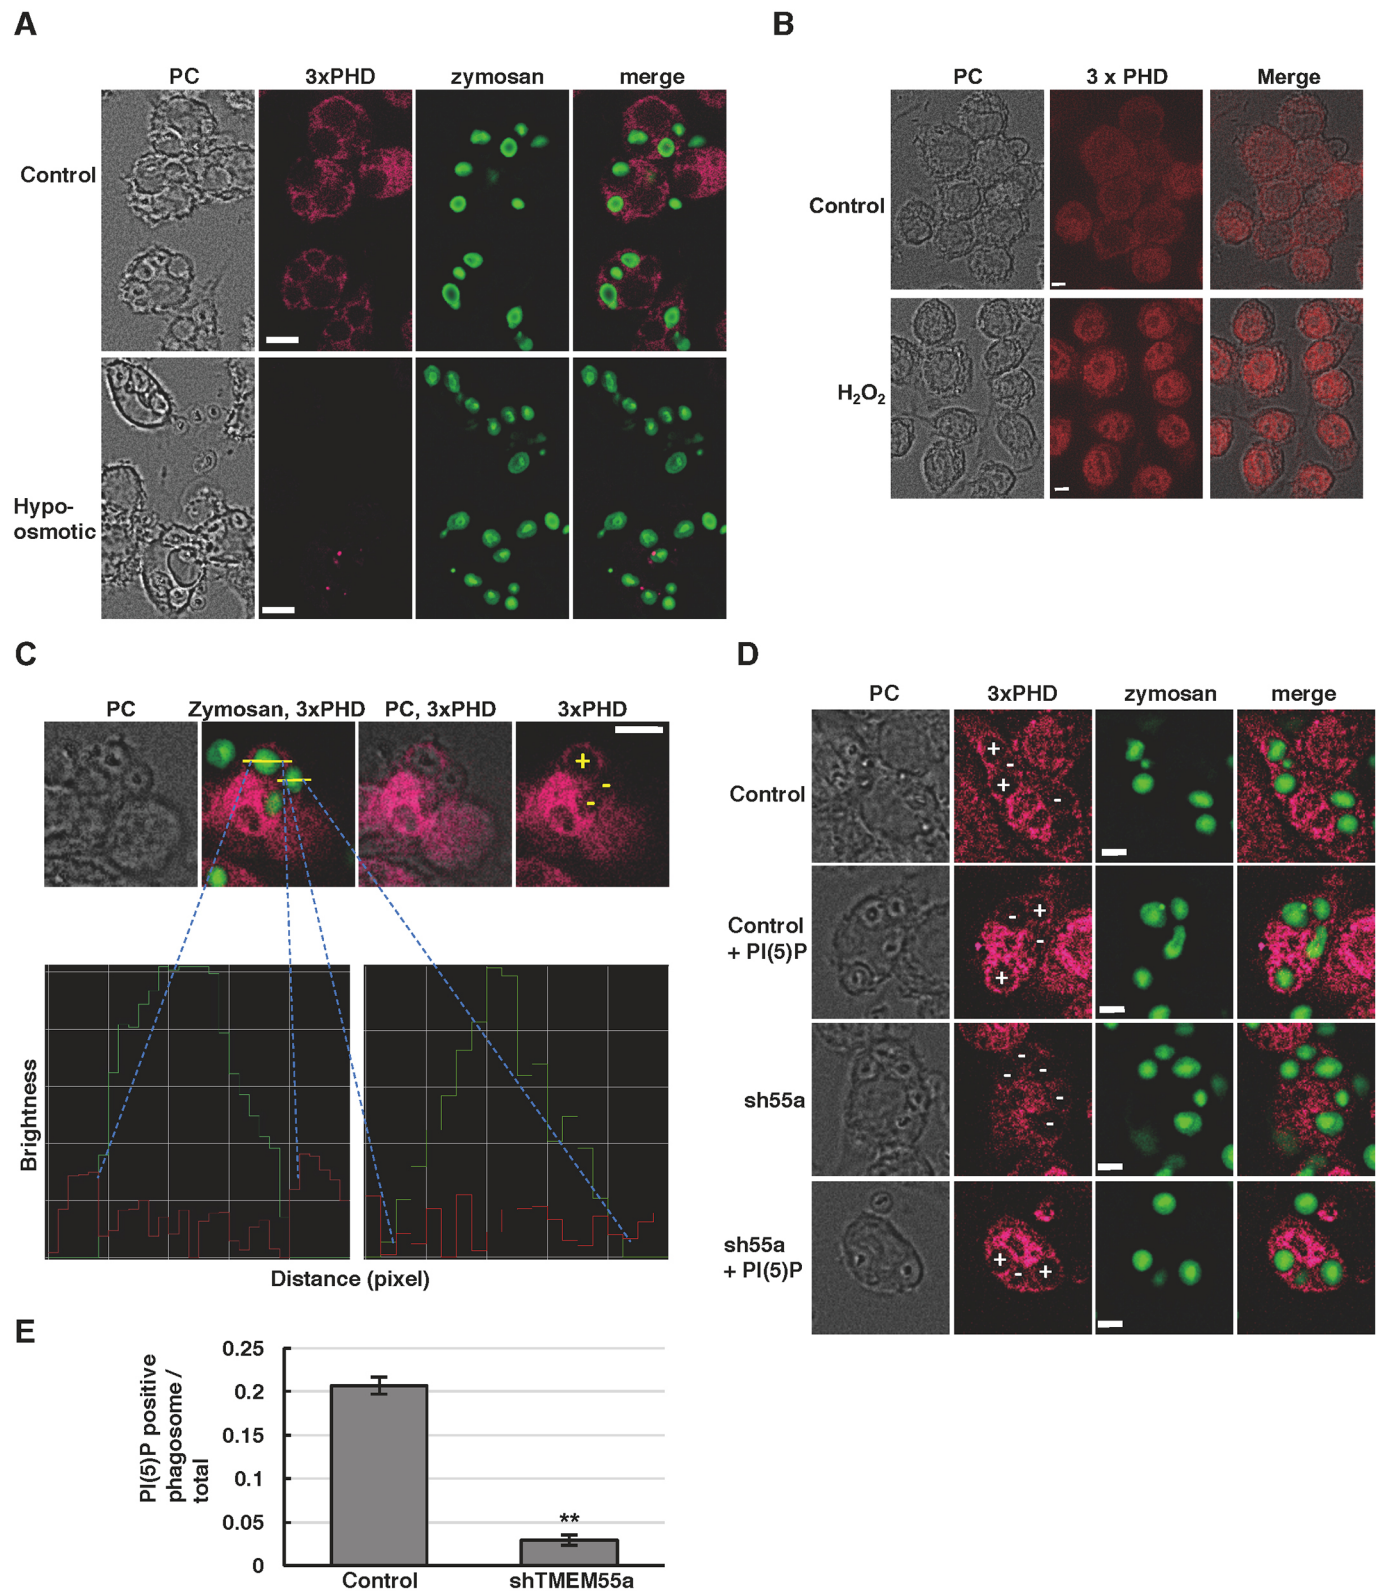 A
PC 3xPHD zymosan merge
Control
Hypo-
osmotic
B
PC 3 x PHD Merge
Control
H₂O₂
C
PC Zymosan, 3xPHD PC, 3xPHD 3xPHD
+
-
-
Brightness
Distance (pixel)
D
PC 3xPHD zymosan merge
Control
+
-
+
-
Control
+ PI(5)P
+
-
-
+
sh55a
-
-
-
-
-
sh55a
+ PI(5)P
+
-
+
E
PI(5)P positive
phagosome /
total
0.25
0.2
0.15
0.1
0.05
0
**
Control shTMEM55a